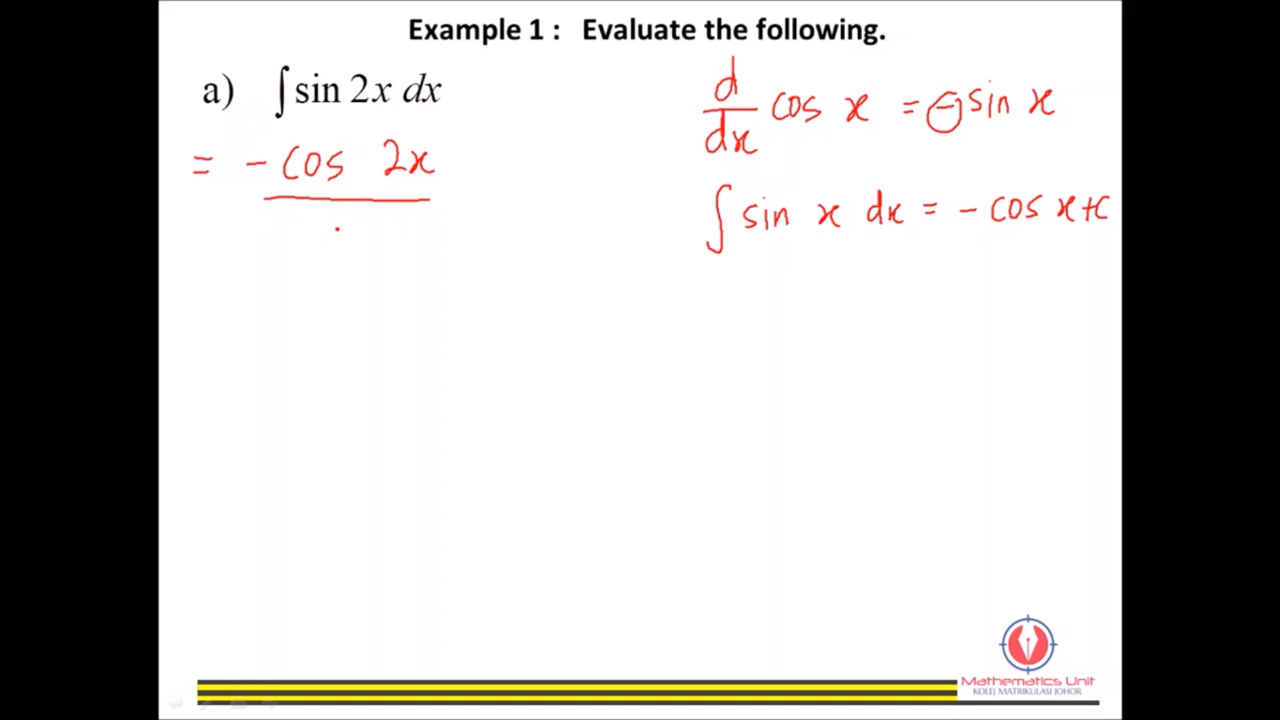 Example 1 : Evaluate the following.
a) ∫ sin 2x dx
= - cos 2x
d/dx cos x = - sin x
∫ sin x dx = - cos x + c
Mathematics Unit
KOLEJ MATRIKULASI JOHOR